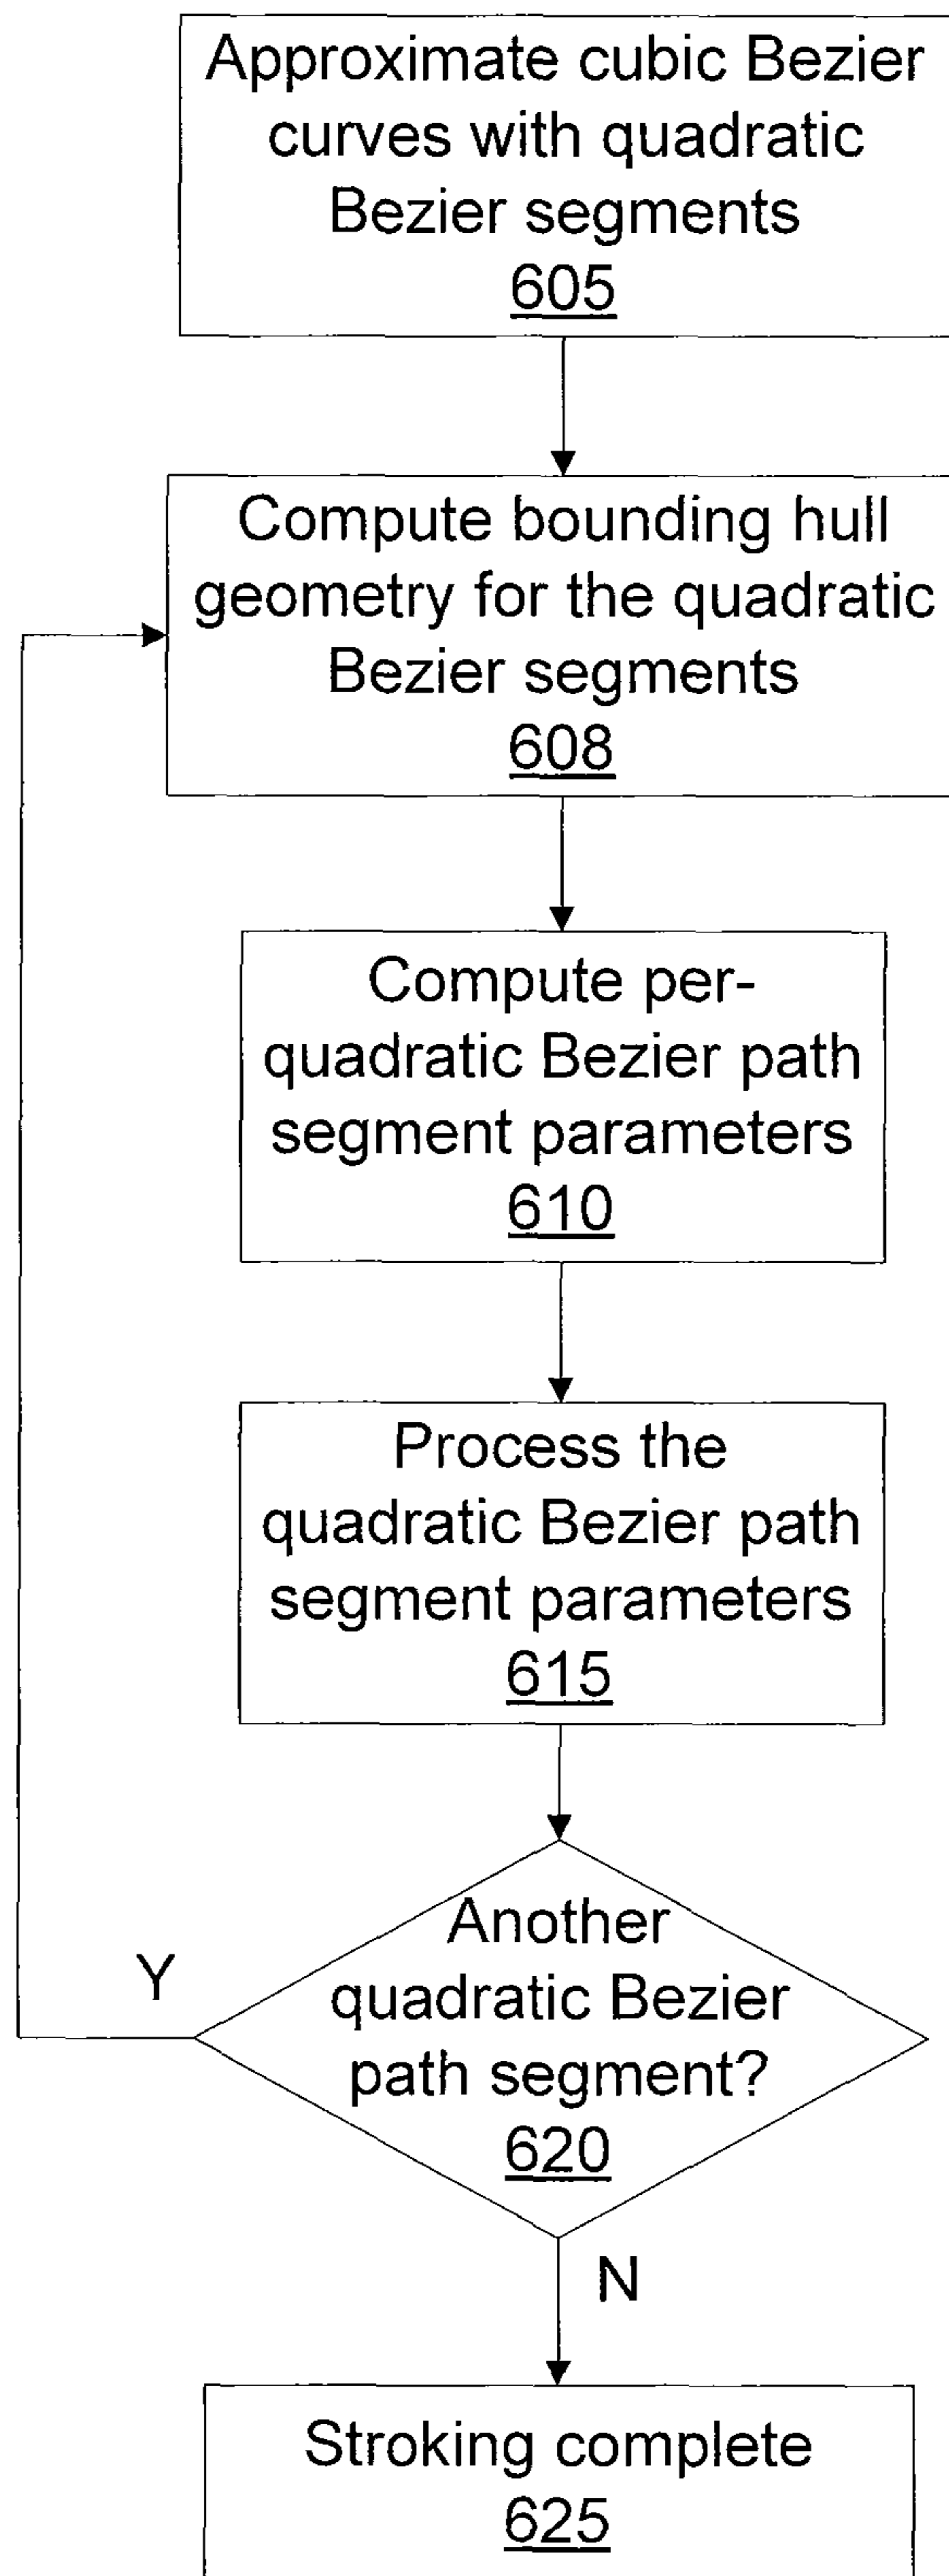 Approximate cubic Bezier
curves with quadratic
Bezier segments
605
Compute bounding hull
geometry for the quadratic
Bezier segments
608
Compute per-
quadratic Bezier path
segment parameters
610
Process the
quadratic Bezier path
segment parameters
615
Another
quadratic Bezier
path segment?
620
Y
N
Stroking complete
625